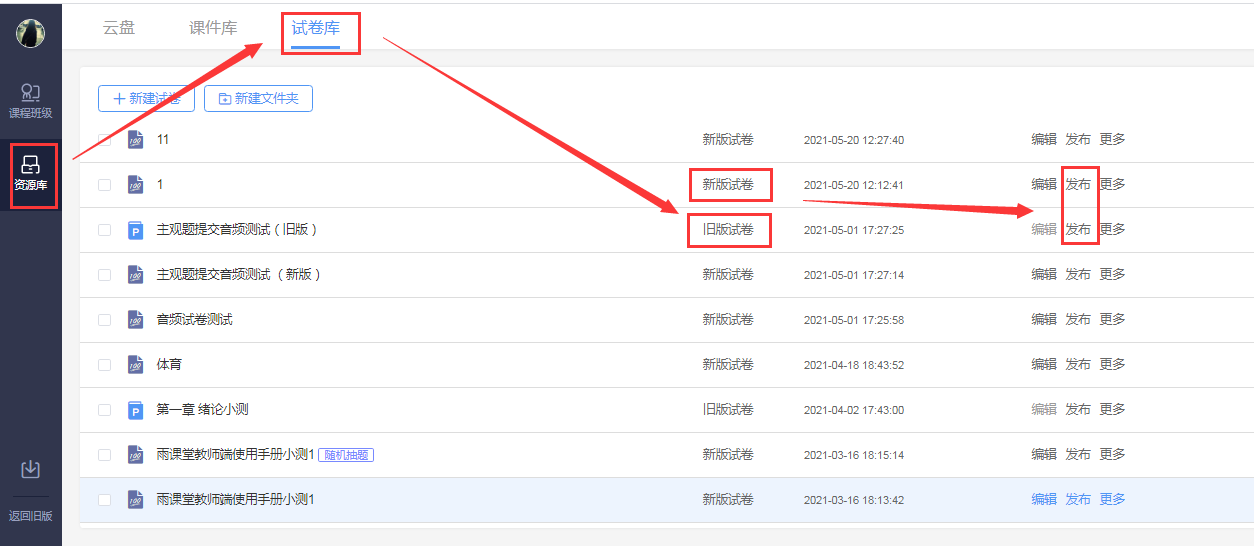 云盘 课件库 试卷库
课程班级
资源库
返回旧版
新建试卷 新建文件夹
11 新版试卷 2021-05-20 12:27:40 编辑 发布 更多
1 新版试卷 2021-05-20 12:12:41 编辑 发布 更多
主观题提交音频测试（旧版） 旧版试卷 2021-05-01 17:27:25 编辑 发布 更多
主观题提交音频测试 （新版） 新版试卷 2021-05-01 17:27:14 编辑 发布 更多
音频试卷测试 新版试卷 2021-05-01 17:25:58 编辑 发布 更多
体育 新版试卷 2021-04-18 18:43:52 编辑 发布 更多
第一章 绪论小测 旧版试卷 2021-04-02 17:43:00 编辑 发布 更多
雨课堂教师端使用手册小测1 随机抽题 新版试卷 2021-03-16 18:15:14 编辑 发布 更多
雨课堂教师端使用手册小测1 新版试卷 2021-03-16 18:13:42 编辑 发布 更多